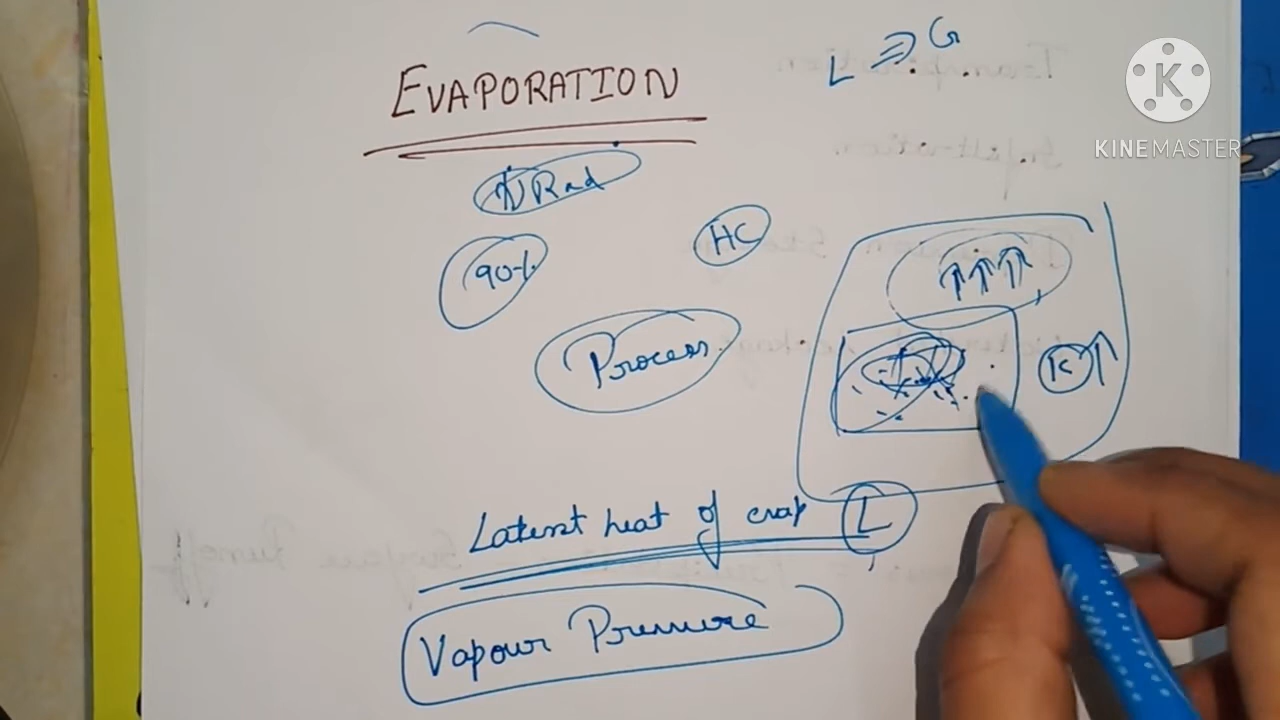 L ⇒ G
EVAPORATION
K
KINEMASTER
N Rad
HC
90%
↑↑↑
Process
K↑
Latent heat of evap L
Vapour Pressure